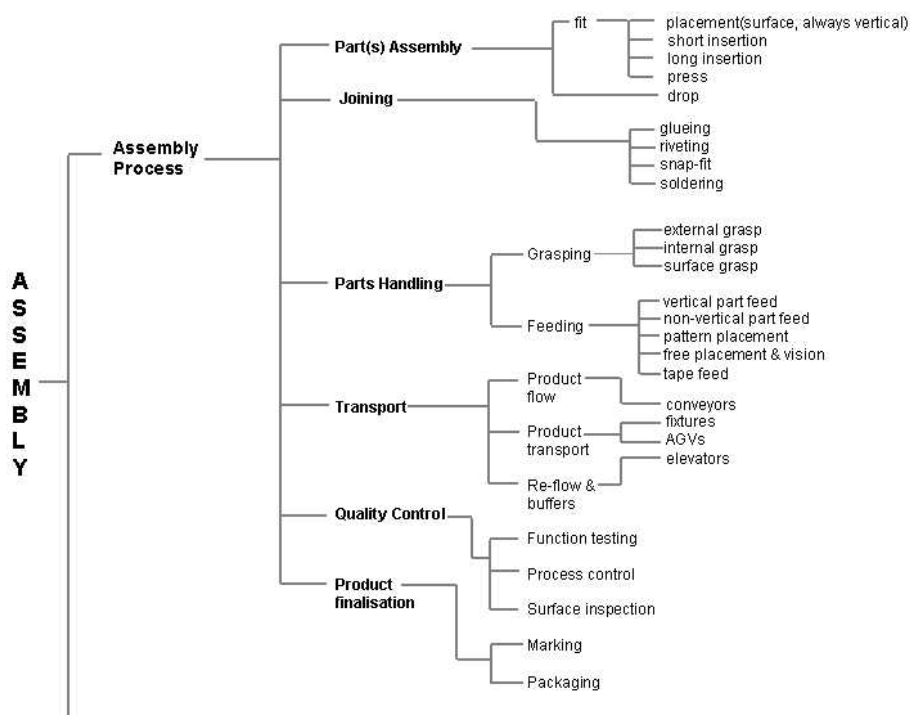 fit
placement(surface, always vertical)
short insertion
long insertion
press
Part(s) Assembly
drop
Joining
glueing
riveting
snap-fit
soldering
Assembly
Process
external grasp
Grasping
internal grasp
surface grasp
Parts Handling
vertical part feed
non-vertical part feed
Feeding
pattern placement
free placement & vision
tape feed
ASSEMBLY
Product
flow
conveyors
Transport
fixtures
Product
transport
AGVs
elevators
Re-flow &
buffers
Quality Control
Function testing
Process control
Surface inspection
Product
finalisation
Marking
Packaging